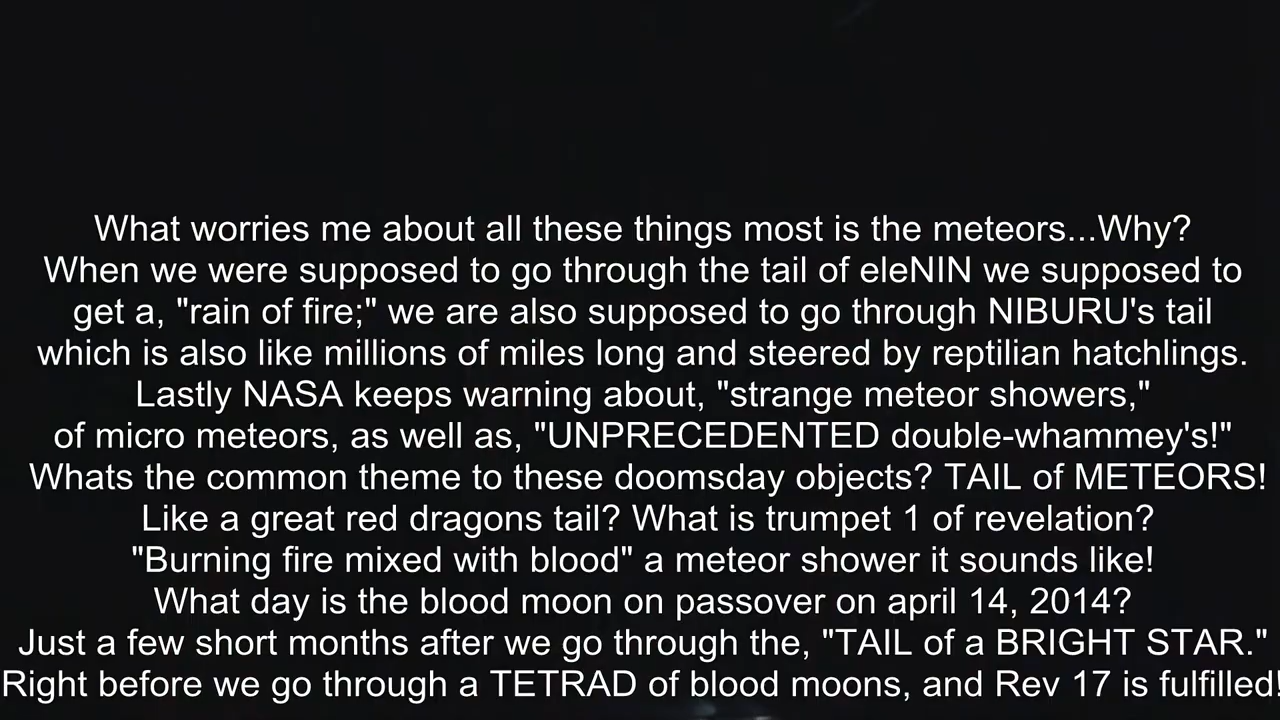 What worries me about all these things most is the meteors...Why?
When we were supposed to go through the tail of eleNIN we supposed to
get a, "rain of fire;" we are also supposed to go through NIBURU's tail
which is also like millions of miles long and steered by reptilian hatchlings.
Lastly NASA keeps warning about, "strange meteor showers,"
of micro meteors, as well as, "UNPRECEDENTED double-whammey's!"
Whats the common theme to these doomsday objects? TAIL of METEORS!
Like a great red dragons tail? What is trumpet 1 of revelation?
"Burning fire mixed with blood" a meteor shower it sounds like!
What day is the blood moon on passover on april 14, 2014?
Just a few short months after we go through the, "TAIL of a BRIGHT STAR."
Right before we go through a TETRAD of blood moons, and Rev 17 is fulfilled!